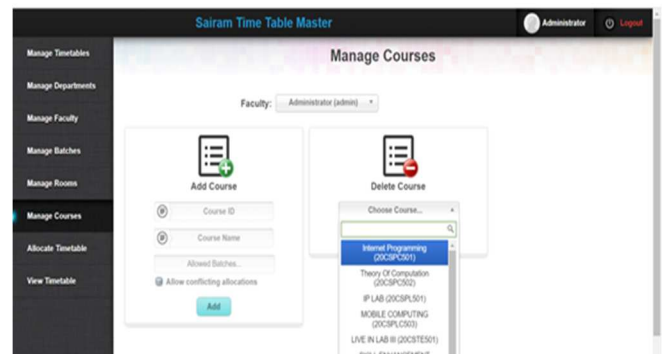 Sairam Time Table Master
Administrator
Logout
Manage Timetables
Manage Departments
Manage Faculty
Manage Batches
Manage Rooms
Manage Courses
Allocate Timetable
View Timetable
Manage Courses
Faculty: Administrator (admin)
Add Course
Course ID
Course Name
Allowed Batches...
Allow conflicting allocations
Add
Delete Course
Choose Course...
Internet Programming
(20CSPC501)
Theory Of Computation
(20CSPC502)
IP LAB (20CSPL501)
MOBILE COMPUTING
(20CSPLC503)
LIVE IN LAB III (20CSTE501)